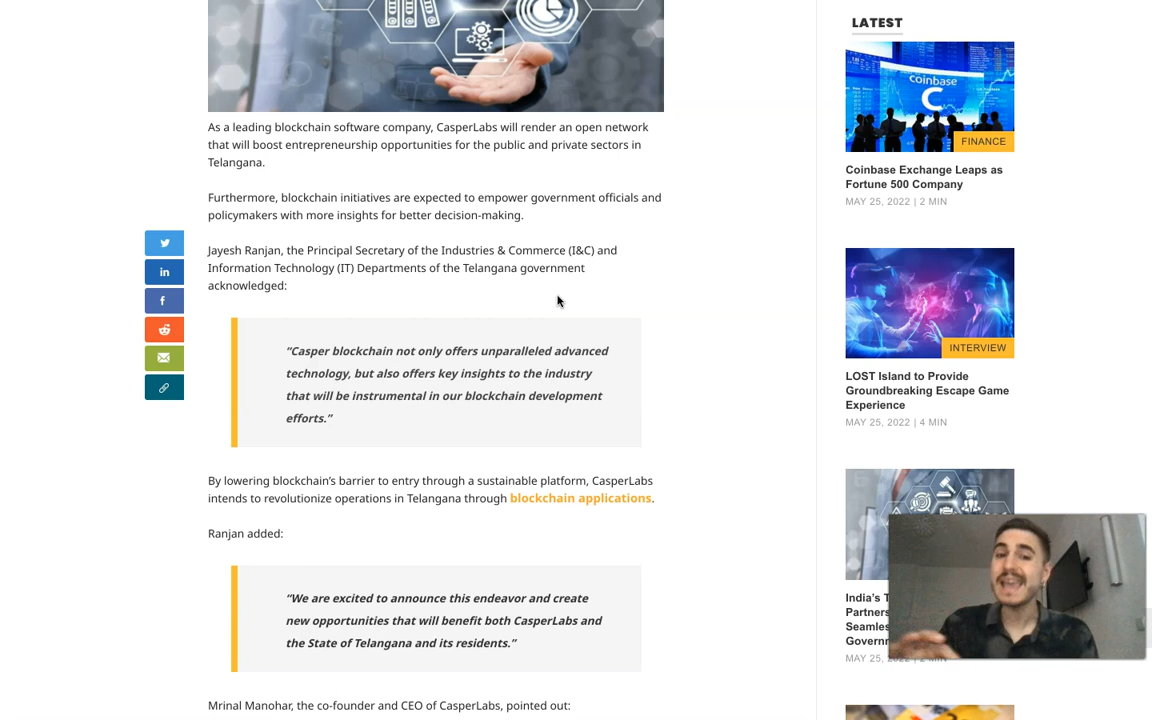 As a leading blockchain software company, CasperLabs will render an open network
that will boost entrepreneurship opportunities for the public and private sectors in
Telangana.
Furthermore, blockchain initiatives are expected to empower government officials and
policymakers with more insights for better decision-making.
Jayesh Ranjan, the Principal Secretary of the Industries & Commerce (I&C) and
Information Technology (IT) Departments of the Telangana government
acknowledged:
“Casper blockchain not only offers unparalleled advanced
technology, but also offers key insights to the industry
that will be instrumental in our blockchain development
efforts.”
By lowering blockchain’s barrier to entry through a sustainable platform, CasperLabs
intends to revolutionize operations in Telangana through blockchain applications.
Ranjan added:
“We are excited to announce this endeavor and create
new opportunities that will benefit both CasperLabs and
the State of Telangana and its residents.”
Mrinal Manohar, the co-founder and CEO of CasperLabs, pointed out:
LATEST
coinbase
FINANCE
Coinbase Exchange Leaps as
Fortune 500 Company
MAY 25, 2022 | 2 MIN
INTERVIEW
LOST Island to Provide
Groundbreaking Escape Game
Experience
MAY 25, 2022 | 4 MIN
India’s T
Partners
Seamles
Govern
MAY 25, 2022 | 2 MIN